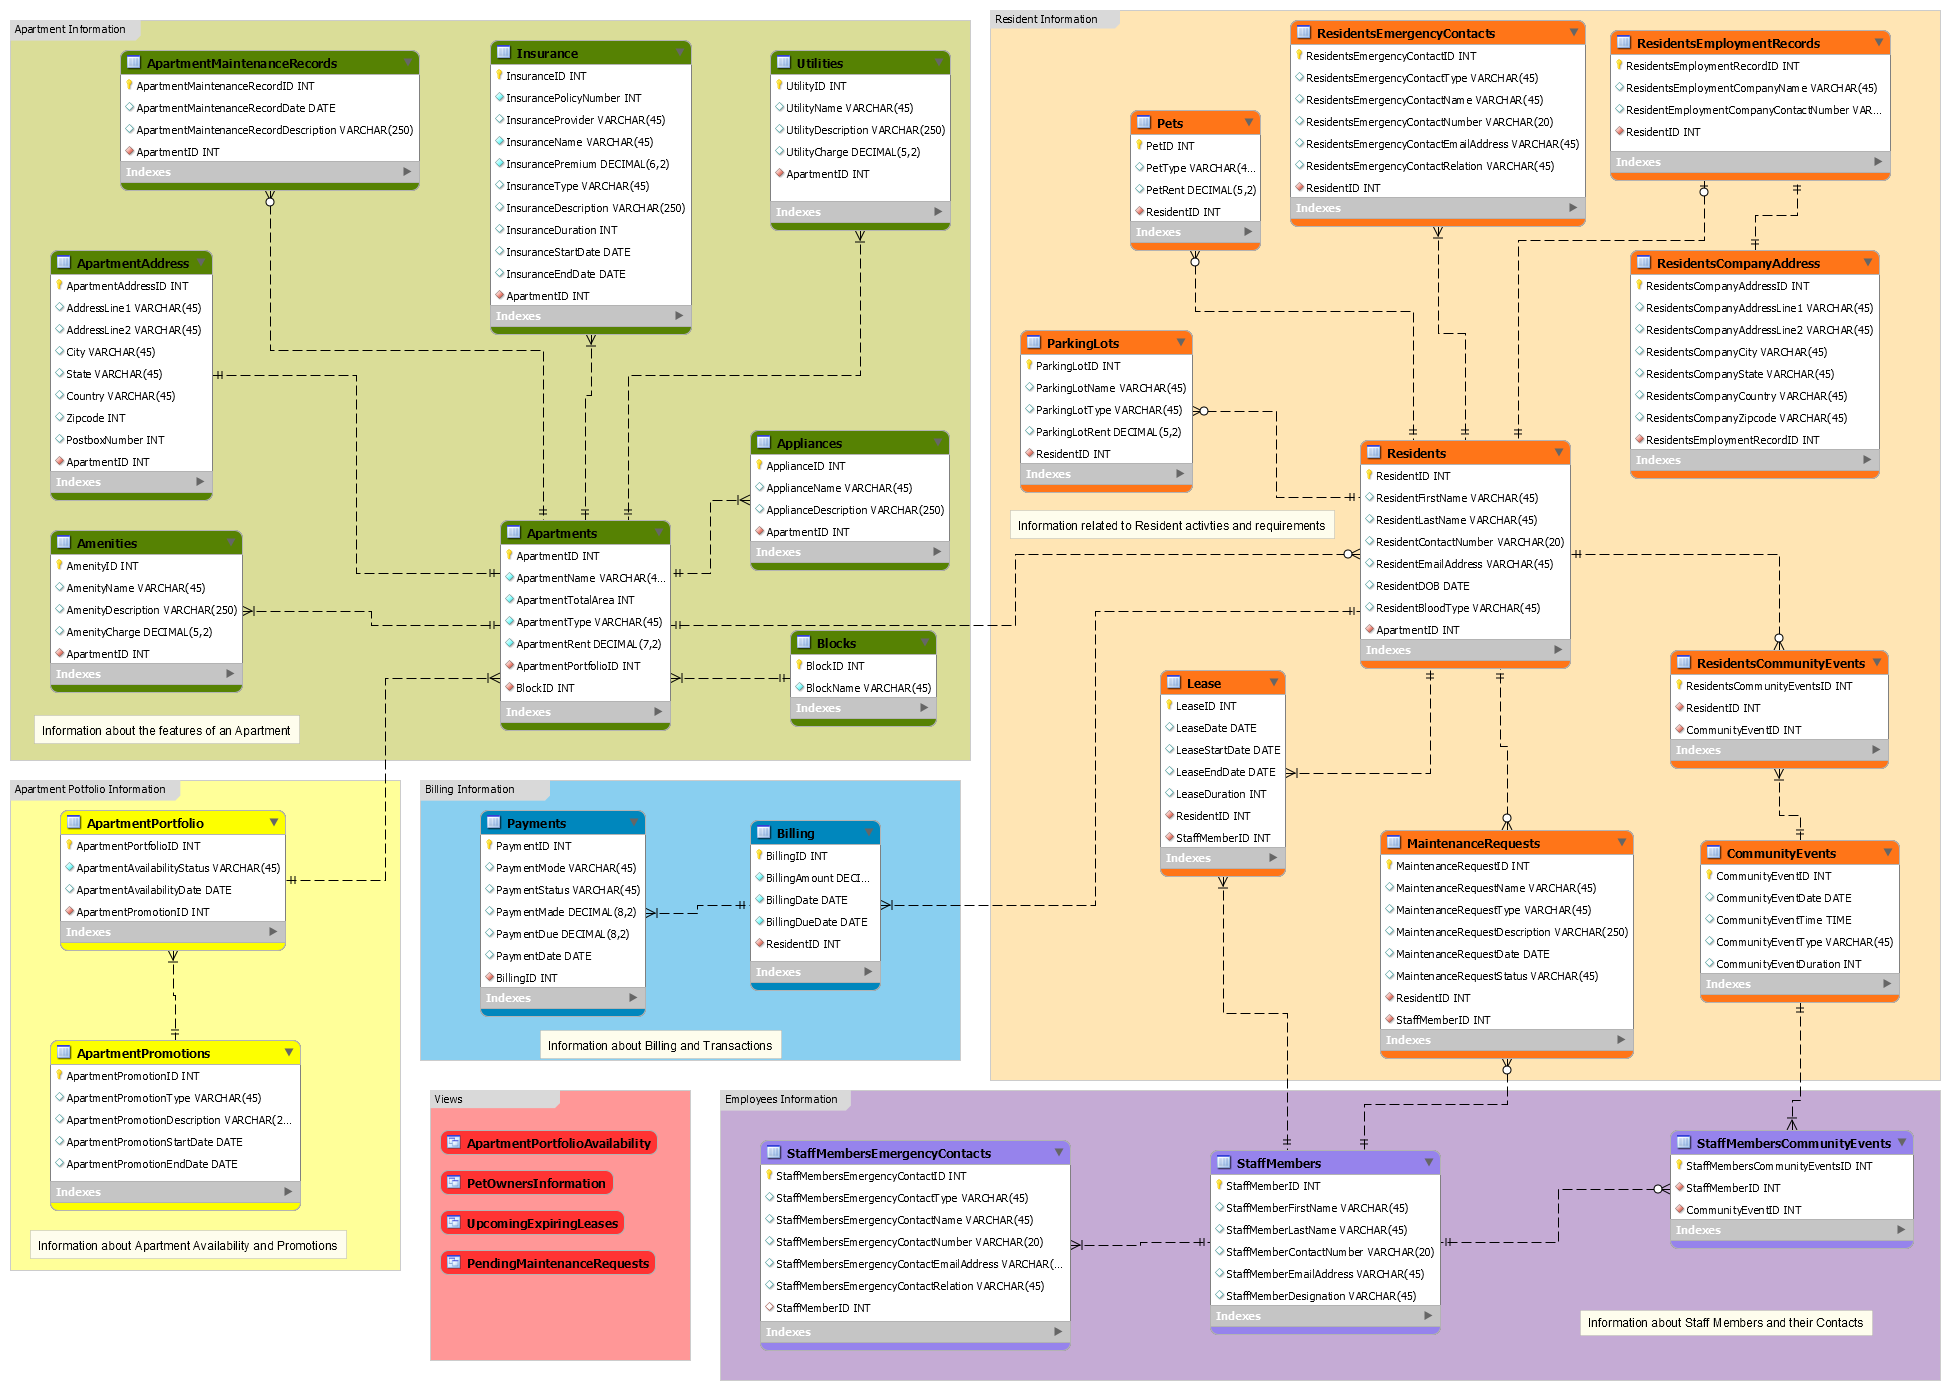 Apartment Information
ApartmentMaintenanceRecords
ApartmentMaintenanceRecordID INT
ApartmentMaintenanceRecordDate DATE
ApartmentMaintenanceRecordDescription VARCHAR(250)
ApartmentID INT
Indexes
Insurance
InsuranceID INT
InsurancePolicyNumber INT
InsuranceProvider VARCHAR(45)
InsuranceName VARCHAR(45)
InsurancePremium DECIMAL(6,2)
InsuranceType VARCHAR(45)
InsuranceDescription VARCHAR(250)
InsuranceDuration INT
InsuranceStartDate DATE
InsuranceEndDate DATE
ApartmentID INT
Indexes
Utilities
UtilityID INT
UtilityName VARCHAR(45)
UtilityDescription VARCHAR(250)
UtilityCharge DECIMAL(5,2)
ApartmentID INT
Indexes
ApartmentAddress
ApartmentAddressID INT
AddressLine1 VARCHAR(45)
AddressLine2 VARCHAR(45)
City VARCHAR(45)
State VARCHAR(45)
Country VARCHAR(45)
Zipcode INT
PostboxNumber INT
ApartmentID INT
Indexes
Appliances
ApplianceID INT
ApplianceName VARCHAR(45)
ApplianceDescription VARCHAR(250)
ApartmentID INT
Indexes
Amenities
AmenityID INT
AmenityName VARCHAR(45)
AmenityDescription VARCHAR(250)
AmenityCharge DECIMAL(5,2)
ApartmentID INT
Indexes
Apartments
ApartmentID INT
ApartmentName VARCHAR(4...
ApartmentTotalArea INT
ApartmentType VARCHAR(45)
ApartmentRent DECIMAL(7,2)
ApartmentPortfolioID INT
BlockID INT
Indexes
Blocks
BlockID INT
BlockName VARCHAR(45)
Indexes
Information about the features of an Apartment
Resident Information
ResidentsEmergencyContacts
ResidentsEmergencyContactID INT
ResidentsEmergencyContactType VARCHAR(45)
ResidentsEmergencyContactName VARCHAR(45)
ResidentsEmergencyContactNumber VARCHAR(20)
ResidentsEmergencyContactEmailAddress VARCHAR(45)
ResidentsEmergencyContactRelation VARCHAR(45)
ResidentID INT
Indexes
ResidentsEmploymentRecords
ResidentsEmploymentRecordID INT
ResidentsEmploymentCompanyName VARCHAR(45)
ResidentEmploymentCompanyContactNumber VAR...
ResidentID INT
Indexes
Pets
PetID INT
PetType VARCHAR(4...
PetRent DECIMAL(5,2)
ResidentID INT
Indexes
ResidentsCompanyAddress
ResidentsCompanyAddressID INT
ResidentsCompanyAddressLine1 VARCHAR(45)
ResidentsCompanyAddressLine2 VARCHAR(45)
ResidentsCompanyCity VARCHAR(45)
ResidentsCompanyState VARCHAR(45)
ResidentsCompanyCountry VARCHAR(45)
ResidentsCompanyZipcode VARCHAR(45)
ResidentsEmploymentRecordID INT
Indexes
ParkingLots
ParkingLotID INT
ParkingLotName VARCHAR(45)
ParkingLotType VARCHAR(45)
ParkingLotRent DECIMAL(5,2)
ResidentID INT
Indexes
Information related to Resident activties and requirements
Residents
ResidentID INT
ResidentFirstName VARCHAR(45)
ResidentLastName VARCHAR(45)
ResidentContactNumber VARCHAR(20)
ResidentEmailAddress VARCHAR(45)
ResidentDOB DATE
ResidentBloodType VARCHAR(45)
ApartmentID INT
Indexes
Lease
LeaseID INT
LeaseDate DATE
LeaseStartDate DATE
LeaseEndDate DATE
LeaseDuration INT
ResidentID INT
StaffMemberID INT
Indexes
ResidentsCommunityEvents
ResidentsCommunityEventsID INT
ResidentID INT
CommunityEventID INT
Indexes
MaintenanceRequests
MaintenanceRequestID INT
MaintenanceRequestName VARCHAR(45)
MaintenanceRequestType VARCHAR(45)
MaintenanceRequestDescription VARCHAR(250)
MaintenanceRequestDate DATE
MaintenanceRequestStatus VARCHAR(45)
ResidentID INT
StaffMemberID INT
Indexes
CommunityEvents
CommunityEventID INT
CommunityEventDate DATE
CommunityEventTime TIME
CommunityEventType VARCHAR(45)
CommunityEventDuration INT
Indexes
Apartment Potfolio Information
ApartmentPortfolio
ApartmentPortfolioID INT
ApartmentAvailabilityStatus VARCHAR(45)
ApartmentAvailabilityDate DATE
ApartmentPromotionID INT
Indexes
ApartmentPromotions
ApartmentPromotionID INT
ApartmentPromotionType VARCHAR(45)
ApartmentPromotionDescription VARCHAR(2...
ApartmentPromotionStartDate DATE
ApartmentPromotionEndDate DATE
Indexes
Information about Apartment Availability and Promotions
Billing Information
Payments
PaymentID INT
PaymentMode VARCHAR(45)
PaymentStatus VARCHAR(45)
PaymentMade DECIMAL(8,2)
PaymentDue DECIMAL(8,2)
PaymentDate DATE
BillingID INT
Indexes
Billing
BillingID INT
BillingAmount DECI...
BillingDate DATE
BillingDueDate DATE
ResidentID INT
Indexes
Information about Billing and Transactions
Views
ApartmentPortfolioAvailability
PetOwnersInformation
UpcomingExpiringLeases
PendingMaintenanceRequests
Employees Information
StaffMembersEmergencyContacts
StaffMembersEmergencyContactID INT
StaffMembersEmergencyContactType VARCHAR(45)
StaffMembersEmergencyContactName VARCHAR(45)
StaffMembersEmergencyContactNumber VARCHAR(20)
StaffMembersEmergencyContactEmailAddress VARCHAR(...
StaffMembersEmergencyContactRelation VARCHAR(45)
StaffMemberID INT
Indexes
StaffMembers
StaffMemberID INT
StaffMemberFirstName VARCHAR(45)
StaffMemberLastName VARCHAR(45)
StaffMemberContactNumber VARCHAR(20)
StaffMemberEmailAddress VARCHAR(45)
StaffMemberDesignation VARCHAR(45)
Indexes
StaffMembersCommunityEvents
StaffMembersCommunityEventsID INT
StaffMemberID INT
CommunityEventID INT
Indexes
Information about Staff Members and their Contacts